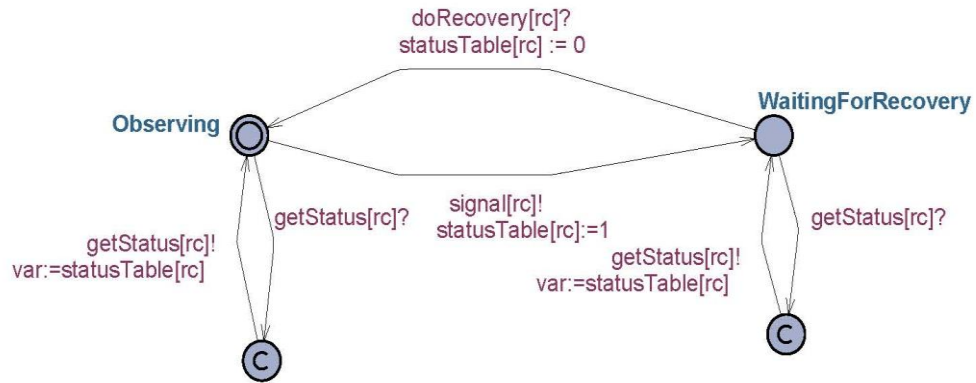 doRecovery[rc]?
statusTable[rc] := 0
WaitingForRecovery
Observing
signal[rc]!
statusTable[rc]:=1
getStatus[rc]?
getStatus[rc]!
var:=statusTable[rc]
getStatus[rc]?
getStatus[rc]!
var:=statusTable[rc]
C
C